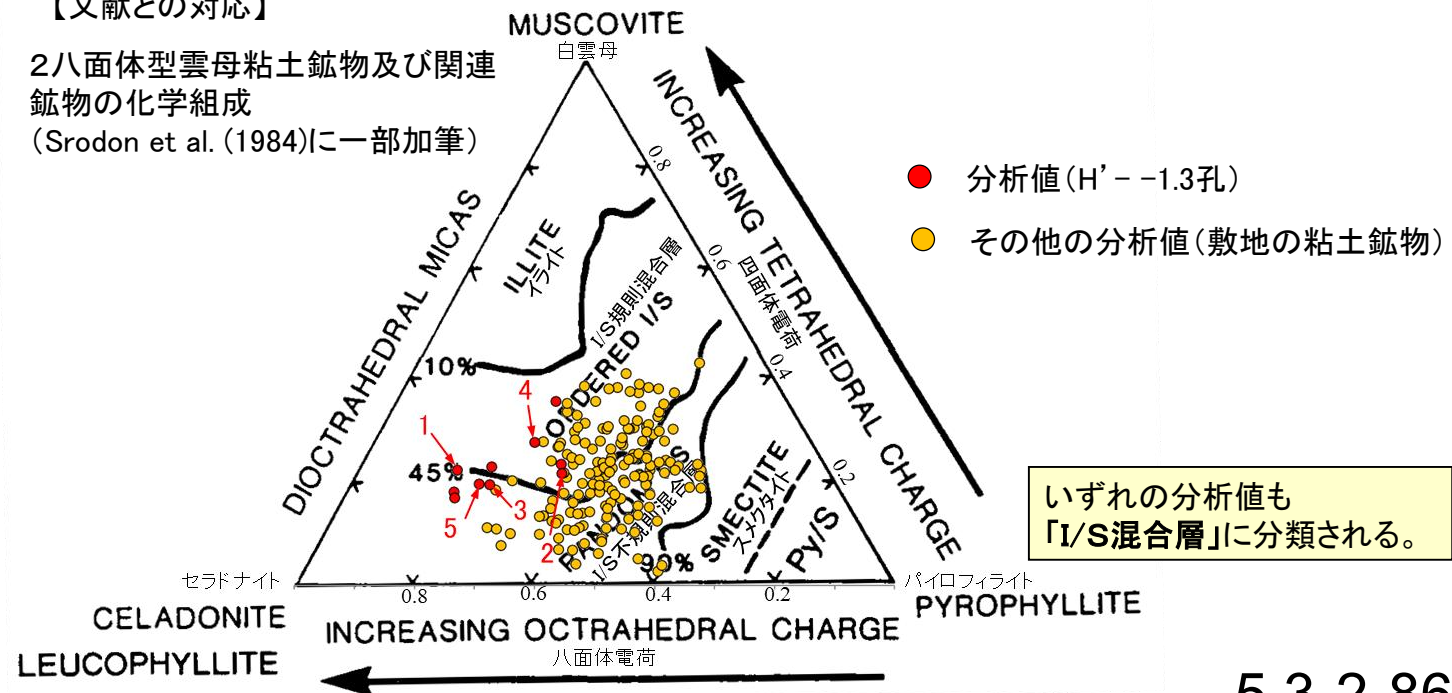 【文献との対応】
2八面体型雲母粘土鉱物及び関連
鉱物の化学組成
(Srodon et al. (1984)に一部加筆)
MUSCOVITE
白雲母
INCREASING TETRAHEDRAL CHARGE
四面体電荷
DIOCTRAHEDRAL MICAS
0.8
0.6
0.4
0.2
ILLITE
イライト
I/S規則混合層
ORDERED I/S
10%
45%
90%
I/S不規則混合層
SMECTITE
スメクタイト
Py/S
1
4
5
3
2
分析値(H’- -1.3孔)
その他の分析値(敷地の粘土鉱物)
いずれの分析値も
「I/S混合層」に分類される。
セラドナイト
CELADONITE
LEUCOPHYLLITE
0.8
0.6
0.4
0.2
パイロフィライト
PYROPHYLLITE
INCREASING OCTRAHEDRAL CHARGE
八面体電荷